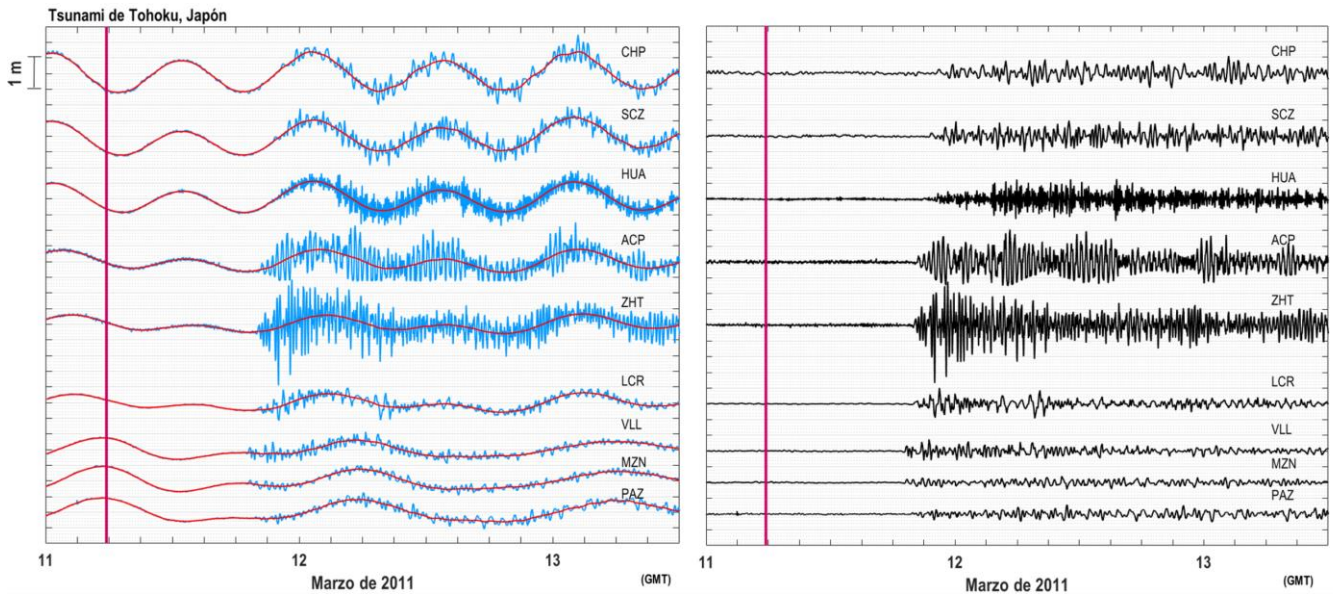 Tsunami de Tohoku, Japón
1 m
CHP
SCZ
HUA
ACP
ZHT
LCR
VLL
MZN
PAZ
11
12
13
Marzo de 2011
(GMT)
CHP
SCZ
HUA
ACP
ZHT
LCR
VLL
MZN
PAZ
11
12
13
Marzo de 2011
(GMT)